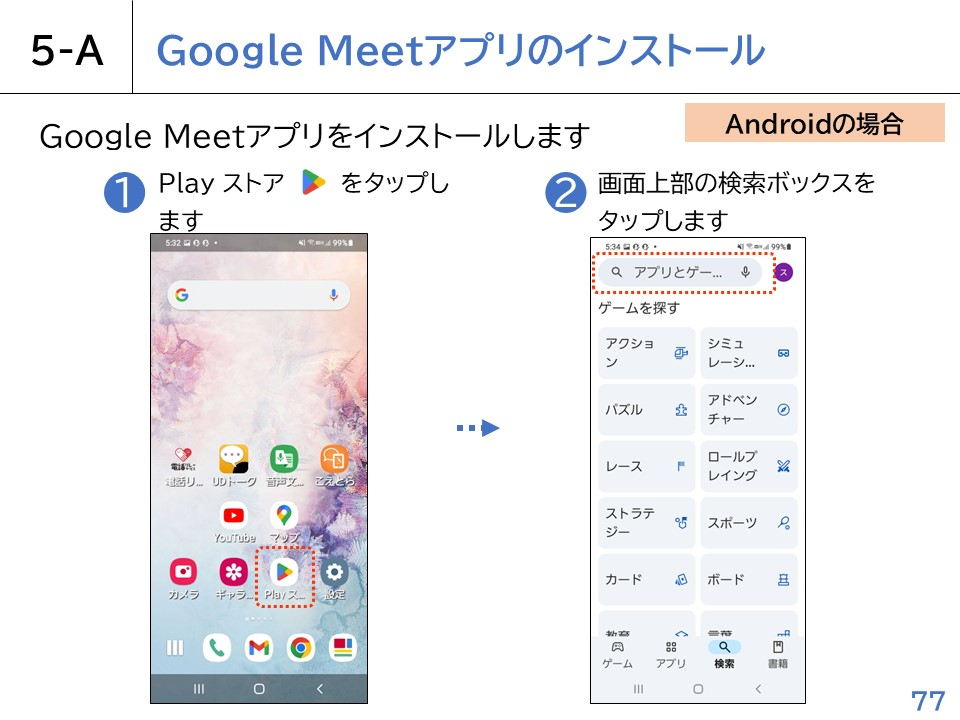 5-A
Google Meetアプリのインストール
Google Meetアプリをインストールします
Androidの場合
1
Play ストア をタップし
ます
5:32
99%
電話リ...
UDトーク
音声文...
こえとら
YouTube
マップ
カメラ
ギャラ...
Play ス...
設定
2
画面上部の検索ボックスを
タップします
5:34
99%
アプリとゲー...
ス
ゲームを探す
アクショ
ン
シミュ
レーシ...
パズル
アドベン
チャー
レース
ロールプ
レイング
ストラテ
ジー
スポーツ
カード
ボード
教育
言葉
ゲーム
アプリ
検索
書籍
77